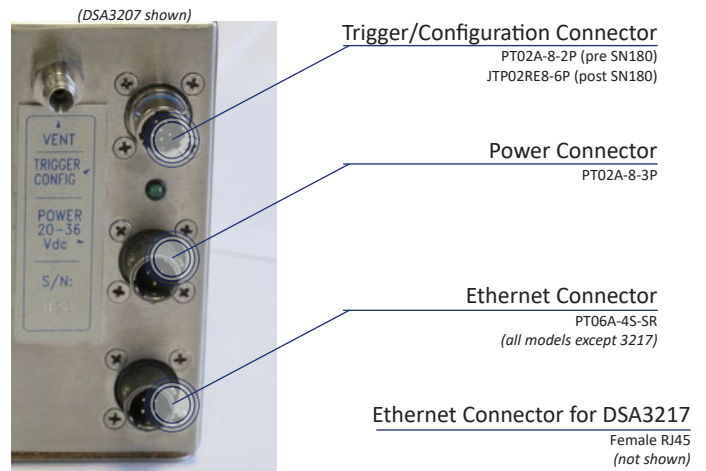 (DSA3207 shown)
Trigger/Configuration Connector
PT02A-8-2P (pre SN180)
JTP02RE8-6P (post SN180)
Power Connector
PT02A-8-3P
Ethernet Connector
PT06A-4S-SR
(all models except 3217)
Ethernet Connector for DSA3217
Female RJ45
(not shown)
VENT
TRIGGER
CONFIG
POWER
20-36
Vdc
S/N: